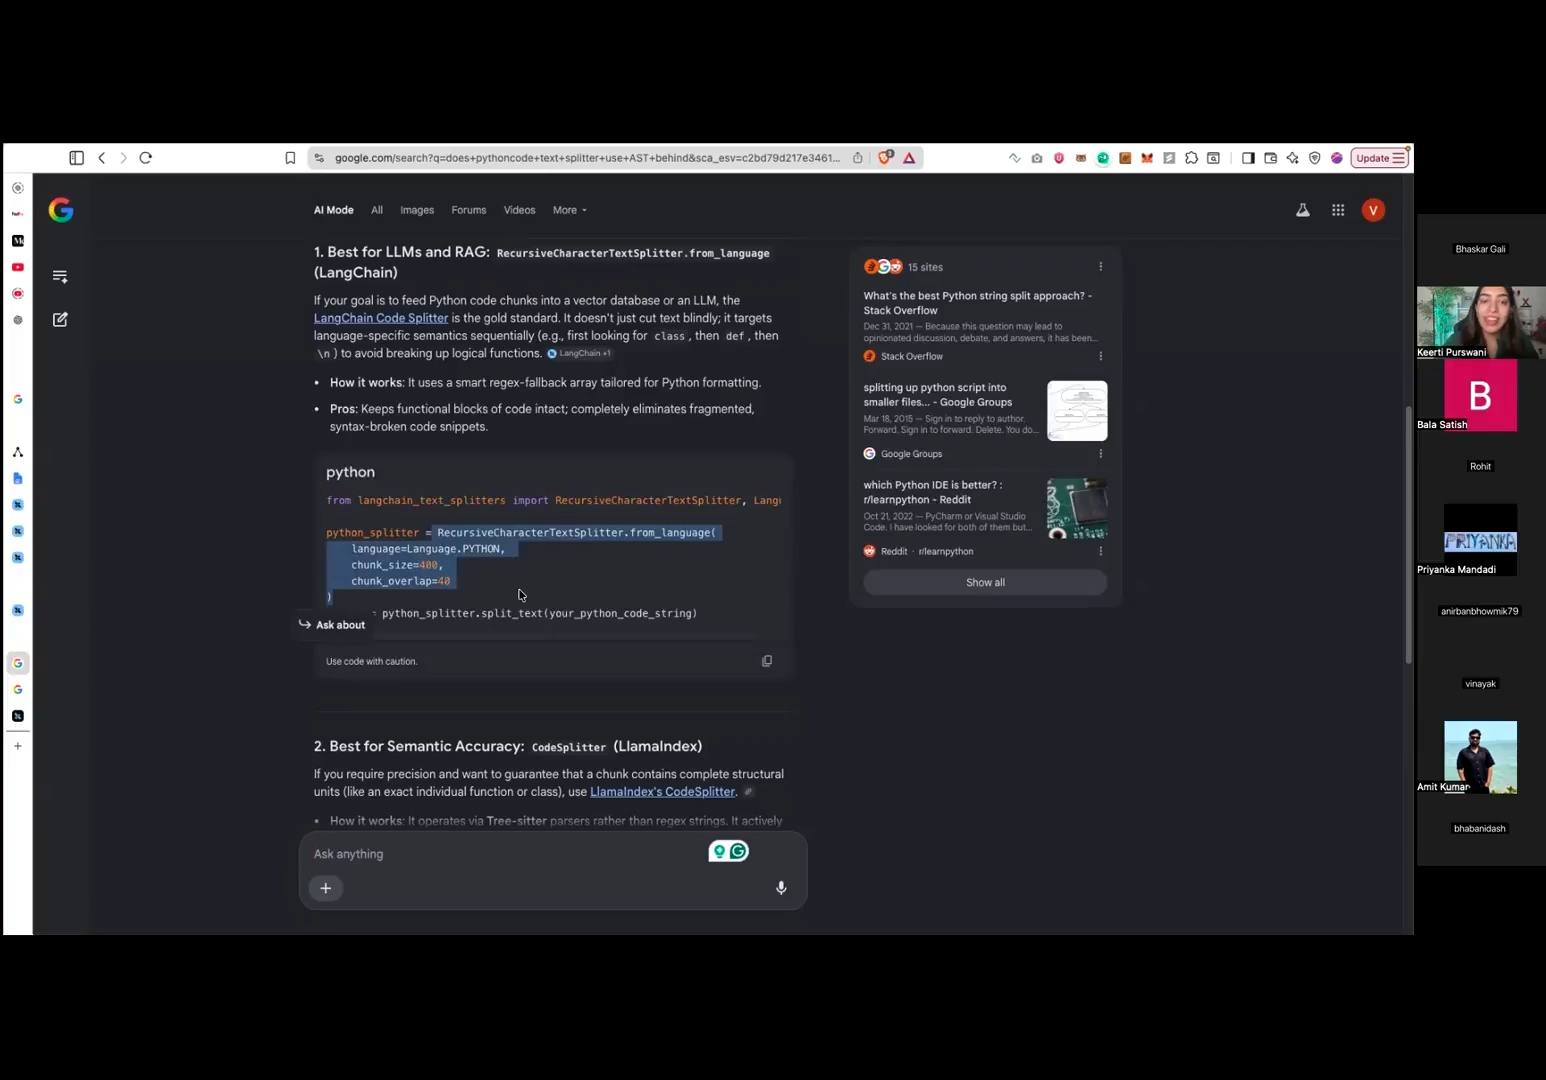 google.com/search?q=does+pythoncode+text+splitter+use+AST+behind&sca_esv=c2bd79d217e3461...
Update
AI Mode
All
Images
Forums
Videos
More
V
1. Best for LLMs and RAG: RecursiveCharacterTextSplitter.from_language
(LangChain)
If your goal is to feed Python code chunks into a vector database or an LLM, the
LangChain Code Splitter is the gold standard. It doesn't just cut text blindly; it targets
language-specific semantics sequentially (e.g., first looking for class, then def, then
\n ) to avoid breaking up logical functions. LangChain +1
• How it works: It uses a smart regex-fallback array tailored for Python formatting.
• Pros: Keeps functional blocks of code intact; completely eliminates fragmented,
syntax-broken code snippets.
python
from langchain_text_splitters import RecursiveCharacterTextSplitter, Langu
python_splitter = RecursiveCharacterTextSplitter.from_language(
language=Language.PYTHON,
chunk_size=400,
chunk_overlap=40
)
= python_splitter.split_text(your_python_code_string)
Ask about
Use code with caution.
2. Best for Semantic Accuracy: CodeSplitter (LlamaIndex)
If you require precision and want to guarantee that a chunk contains complete structural
units (like an exact individual function or class), use LlamaIndex's CodeSplitter.
• How it works: It operates via Tree-sitter parsers rather than regex strings. It actively
Ask anything
15 sites
What's the best Python string split approach? -
Stack Overflow
Dec 31, 2021 — Because this question may lead to
opinionated discussion, debate, and answers, it has been...
Stack Overflow
splitting up python script into
smaller files... - Google Groups
Mar 18, 2015 — Sign in to reply to author.
Forward. Sign in to forward. Delete. You do...
Google Groups
which Python IDE is better? :
r/learnpython - Reddit
Oct 21, 2022 — PyCharm or Visual Studio
Code. I have looked for both of them but...
Reddit · r/learnpython
Show all
Bhaskar Gali
Keerti Purswani
B
Bala Satish
Rohit
PRIYANKA
Priyanka Mandadi
anirbanbhowmik79
vinayak
Amit Kumar
bhabanidash